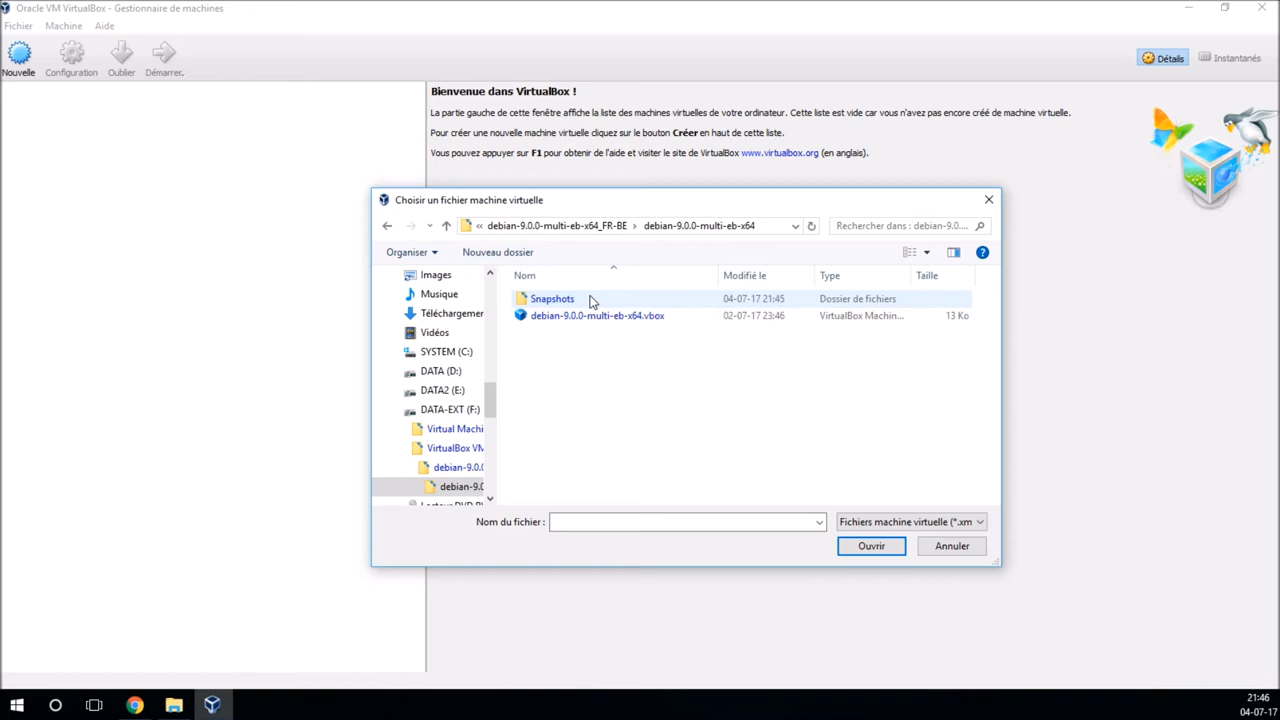 Oracle VM VirtualBox - Gestionnaire de machines
Fichier Machine Aide
Nouvelle Configuration Oublier Démarrer Détails Instantanés
Bienvenue dans VirtualBox !
La partie gauche de cette fenêtre affiche la liste des machines virtuelles de votre ordinateur. Cette liste est vide car vous n'avez pas encore créé de machine virtuelle.
Pour créer une nouvelle machine virtuelle cliquez sur le bouton Créer en haut de cette liste.
Vous pouvez appuyer sur F1 pour obtenir de l'aide et visiter le site de VirtualBox www.virtualbox.org (en anglais).
Choisir un fichier machine virtuelle
« debian-9.0.0-multi-eb-x64_FR-BE › debian-9.0.0-multi-eb-x64 Rechercher dans : debian-9.0....
Organiser Nouveau dossier
Nom Modifié le Type Taille
Snapshots 04-07-17 21:45 Dossier de fichiers
debian-9.0.0-multi-eb-x64.vbox 02-07-17 23:46 VirtualBox Machin... 13 Ko
Images
Musique
Téléchargemer
Vidéos
SYSTEM (C:)
DATA (D:)
DATA2 (E:)
DATA-EXT (F:)
Virtual Machi
VirtualBox VM
debian-9.0.0
debian-9.0
Nom du fichier : Fichiers machine virtuelle (*.xm
Ouvrir Annuler
21:46
04-07-17